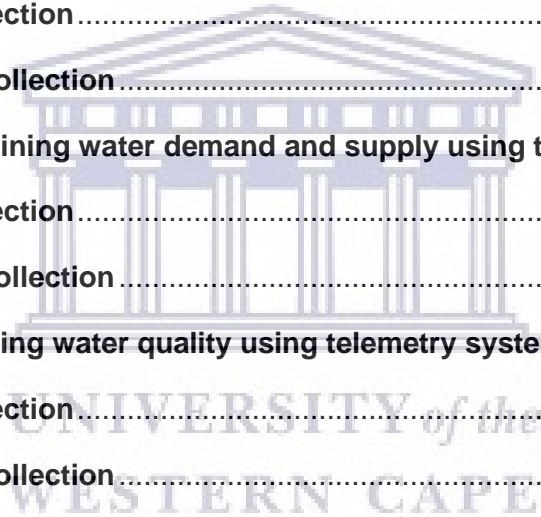 ection........................................................
ollection..................................................
ining water demand and supply using t
ection........................................................
ollection..................................................
ing water quality using telemetry syste
ection........................................................
UNIVERSITY of the
ollection..................................................
WESTERN CAPE